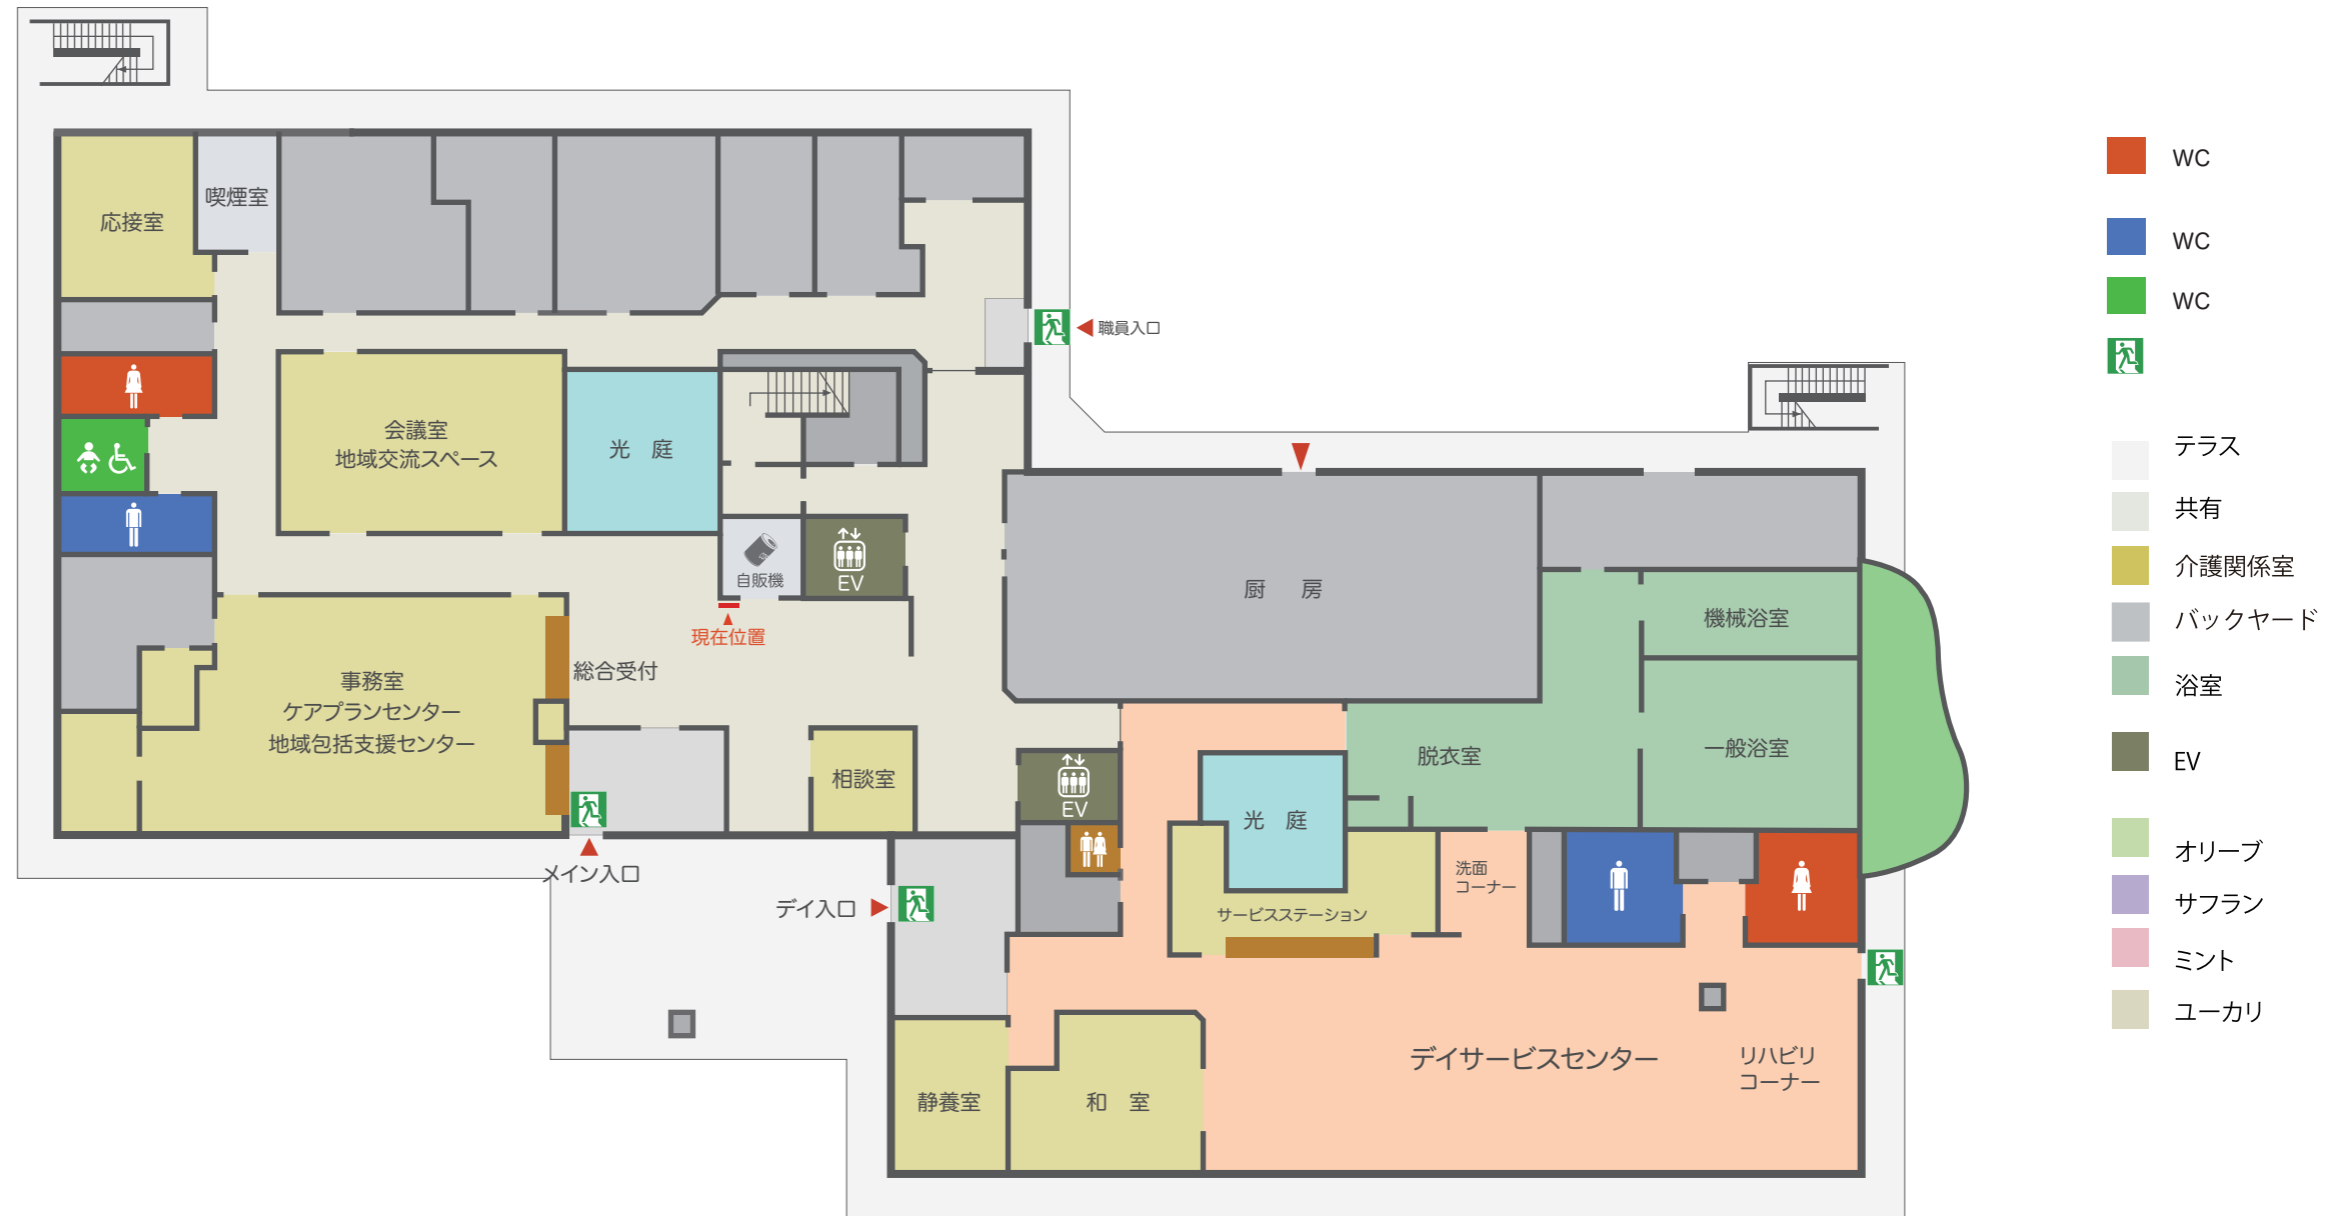 喫煙室
応接室
職員入口
会議室
地域交流スペース
光 庭
自販機
EV
現在位置
総合受付
事務室
ケアプランセンター
地域包括支援センター
相談室
メイン入口
デイ入口
厨 房
機械浴室
一般浴室
脱衣室
EV
光 庭
洗面
コーナー
サービスステーション
静養室
和 室
デイサービスセンター
リハビリ
コーナー
WC
WC
WC
テラス
共有
介護関係室
バックヤード
浴室
EV
オリーブ
サフラン
ミント
ユーカリ